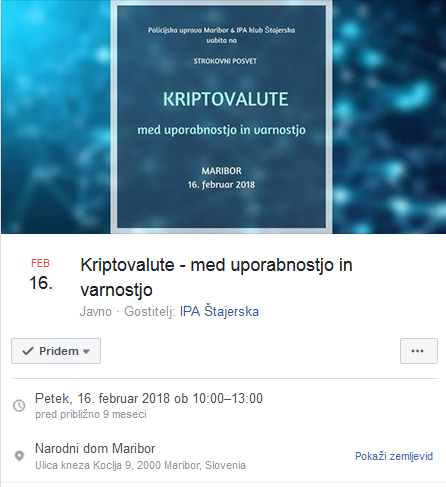 Policijska uprava Maribor & IPA klub Štajerska
vabita na
STROKOVNI POSVET
KRIPTOVALUTE
med uporabnostjo in varnostjo
MARIBOR
16. februar 2018
FEB
16.
Kriptovalute - med uporabnostjo in
varnostjo
Javno · Gostitelj: IPA Štajerska
Pridem
Petek, 16. februar 2018 ob 10:00–13:00
pred približno 9 meseci
Narodni dom Maribor
Ulica kneza Koclja 9, 2000 Maribor, Slovenia
Pokaži zemljevid